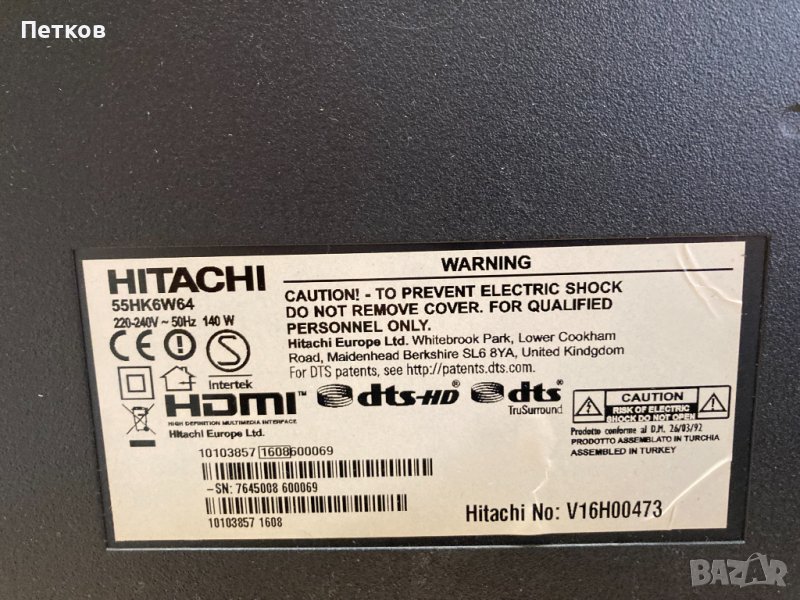 Петков
HITACHI
55HK6W64
220-240V ~ 50Hz 140 W
Intertek
HDMI™
HIGH DEFINITION MULTIMEDIA INTERFACE
Hitachi Europe Ltd.
WARNING
CAUTION! - TO PREVENT ELECTRIC SHOCK
DO NOT REMOVE COVER. FOR QUALIFIED
PERSONNEL ONLY.
Hitachi Europe Ltd. Whitebrook Park, Lower Cookham
Road, Maidenhead Berkshire SL6 8YA, United Kindgdom
For DTS patents, see http://patents.dts.com.
dts-HD®
dts®
TruSurround
CAUTION
RISK OF ELECTRIC
SHOCK DO NOT OPEN
Prodotto conforme al D.M. 26/03/92
PRODOTTO ASSEMBLATO IN TURCHIA
ASSEMBLED IN TURKEY
10103857 1608 600069
-SN: 7645008 600069
10103857 1608
Hitachi No: V16H00473
BAZAR